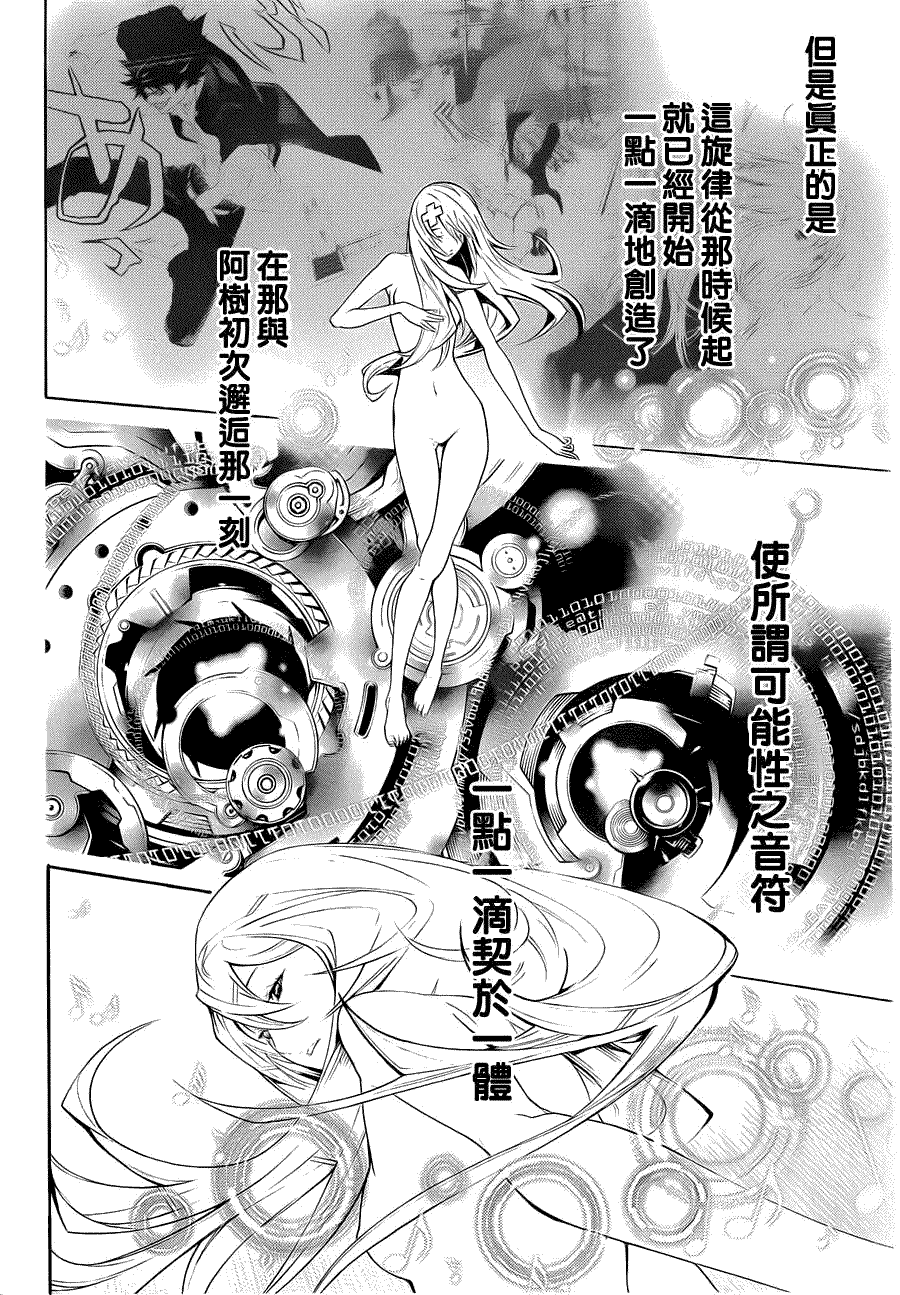 但是眞正的是
這旋律從那時候起
就已經開始
一點一滴地創造了
在那與
阿樹初次邂逅那一刻
使所謂可能性之音符
一點一滴契於一體